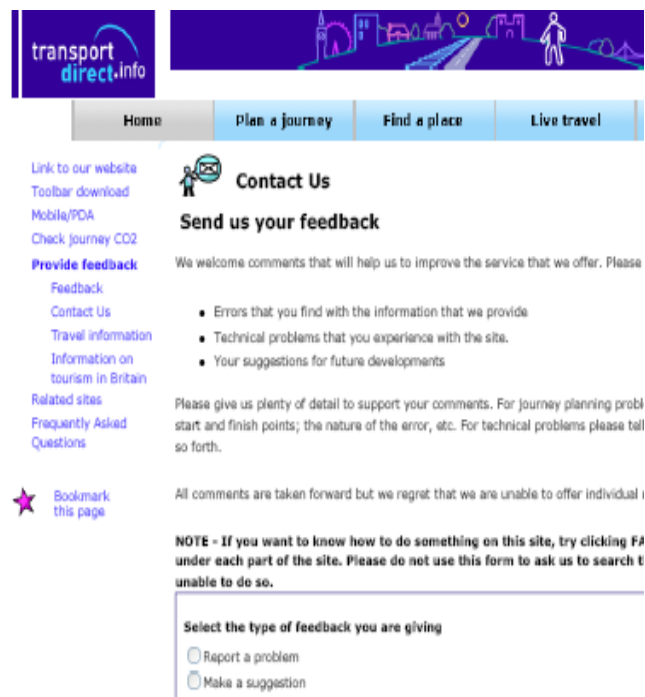 transport
direct.info
Home
Plan a journey
Find a place
Live travel
Link to our website
Toolbar download
Mobile/PDA
Check journey CO2
Provide feedback
Feedback
Contact Us
Travel information
Information on
tourism in Britain
Related sites
Frequently Asked
Questions
Bookmark
this page
Contact Us
Send us your feedback
We welcome comments that will help us to improve the service that we offer. Please
• Errors that you find with the information that we provide
• Technical problems that you experience with the site.
• Your suggestions for future developments
Please give us plenty of detail to support your comments. For journey planning probl
start and finish points; the nature of the error, etc. For technical problems please tell
so forth.
All comments are taken forward but we regret that we are unable to offer individual
NOTE - If you want to know how to do something on this site, try clicking FA
under each part of the site. Please do not use this form to ask us to search t
unable to do so.
Select the type of feedback you are giving
Report a problem
Make a suggestion